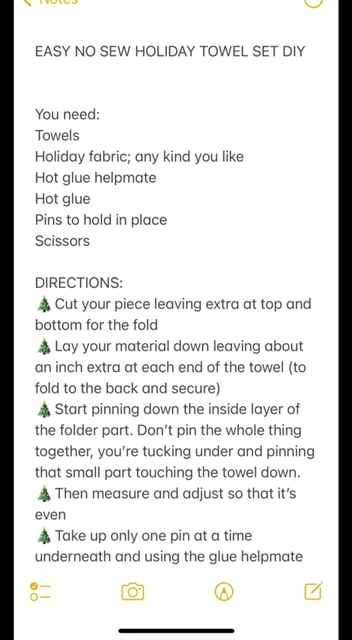 Notes
EASY NO SEW HOLIDAY TOWEL SET DIY
You need:
Towels
Holiday fabric; any kind you like
Hot glue helpmate
Hot glue
Pins to hold in place
Scissors
DIRECTIONS:
🎄Cut your piece leaving extra at top and
bottom for the fold
🎄Lay your material down leaving about
an inch extra at each end of the towel (to
fold to the back and secure)
🎄Start pinning down the inside layer of
the folder part. Don’t pin the whole thing
together, you’re tucking under and pinning
that small part touching the towel down.
🎄Then measure and adjust so that it’s
even
🎄Take up only one pin at a time
underneath and using the glue helpmate